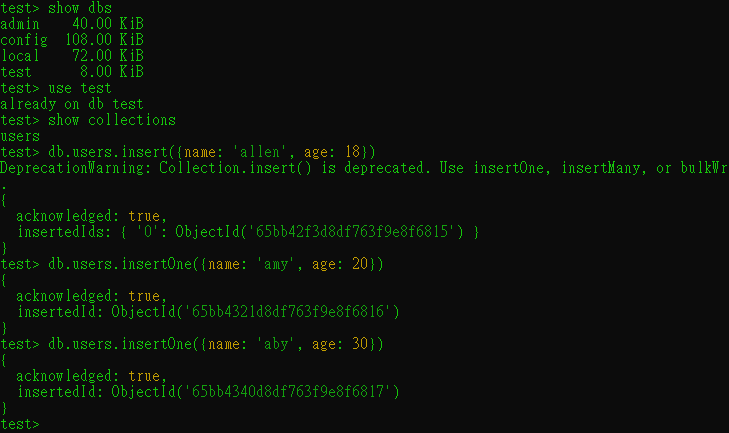 test> show dbs
admin    40.00 KiB
config  108.00 KiB
local    72.00 KiB
test      8.00 KiB
test> use test
already on db test
test> show collections
users
test> db.users.insert({name: 'allen', age: 18})
DeprecationWarning: Collection.insert() is deprecated. Use insertOne, insertMany, or bulkWr
.
{
  acknowledged: true,
  insertedIds: { '0': ObjectId('65bb42f3d8df763f9e8f6815') }
}
test> db.users.insertOne({name: 'amy', age: 20})
{
  acknowledged: true,
  insertedId: ObjectId('65bb4321d8df763f9e8f6816')
}
test> db.users.insertOne({name: 'aby', age: 30})
{
  acknowledged: true,
  insertedId: ObjectId('65bb4340d8df763f9e8f6817')
}
test>